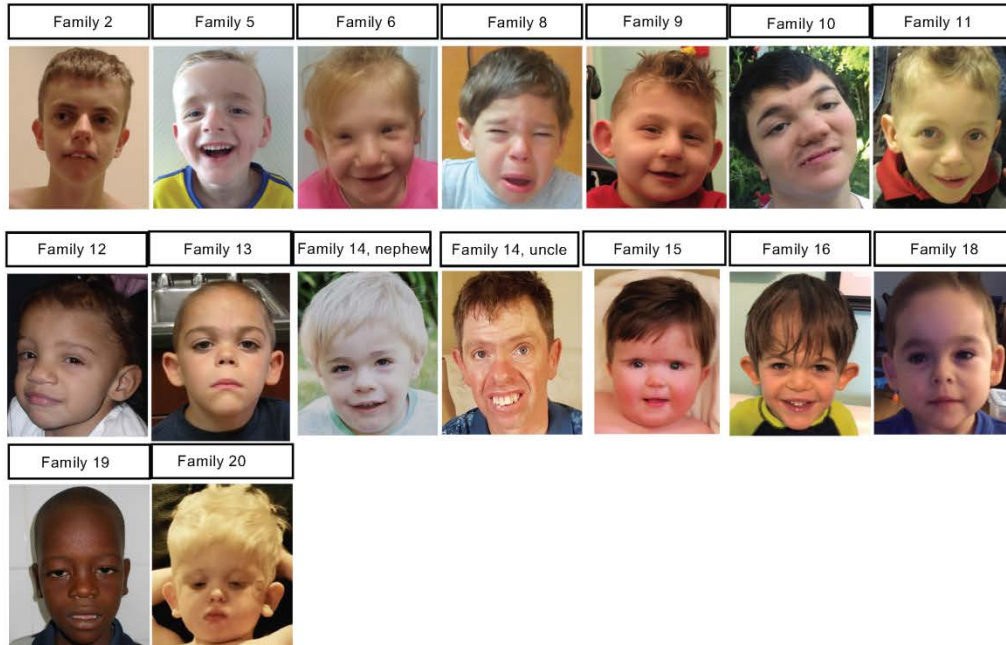 Family 2
Family 5
Family 6
Family 8
Family 9
Family 10
Family 11
Family 12
Family 13
Family 14, nephew
Family 14, uncle
Family 15
Family 16
Family 18
Family 19
Family 20